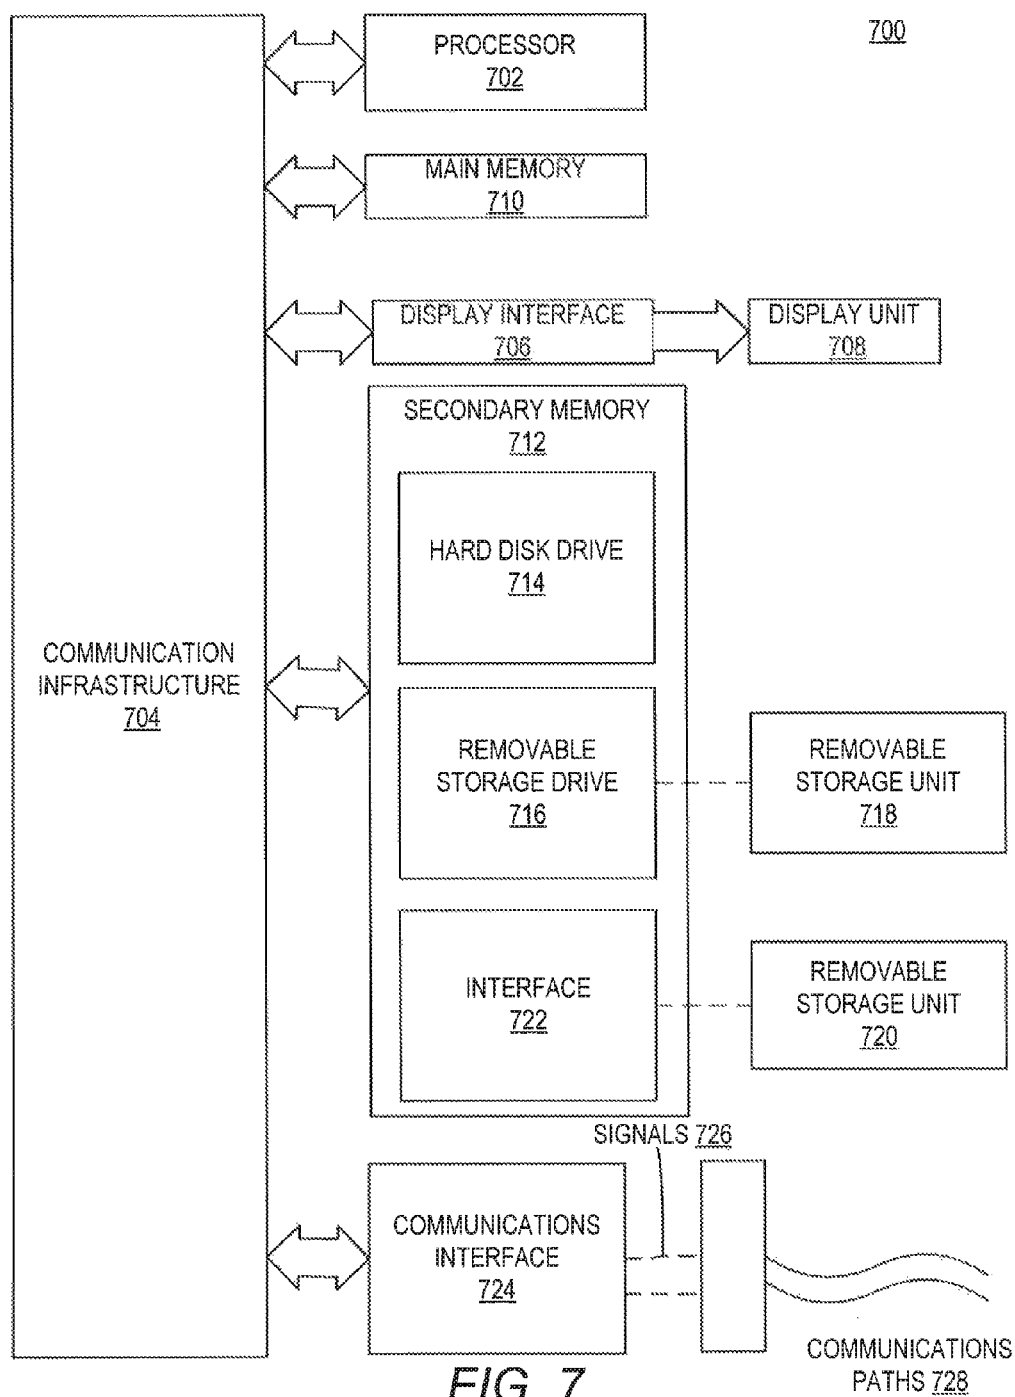 700
PROCESSOR
702
MAIN MEMORY
710
DISPLAY INTERFACE
706
DISPLAY UNIT
708
SECONDARY MEMORY
712
HARD DISK DRIVE
714
COMMUNICATION
INFRASTRUCTURE
704
REMOVABLE
STORAGE DRIVE
716
REMOVABLE
STORAGE UNIT
718
INTERFACE
722
REMOVABLE
STORAGE UNIT
720
SIGNALS 726
COMMUNICATIONS
INTERFACE
724
COMMUNICATIONS
PATHS 728
FIG. 7